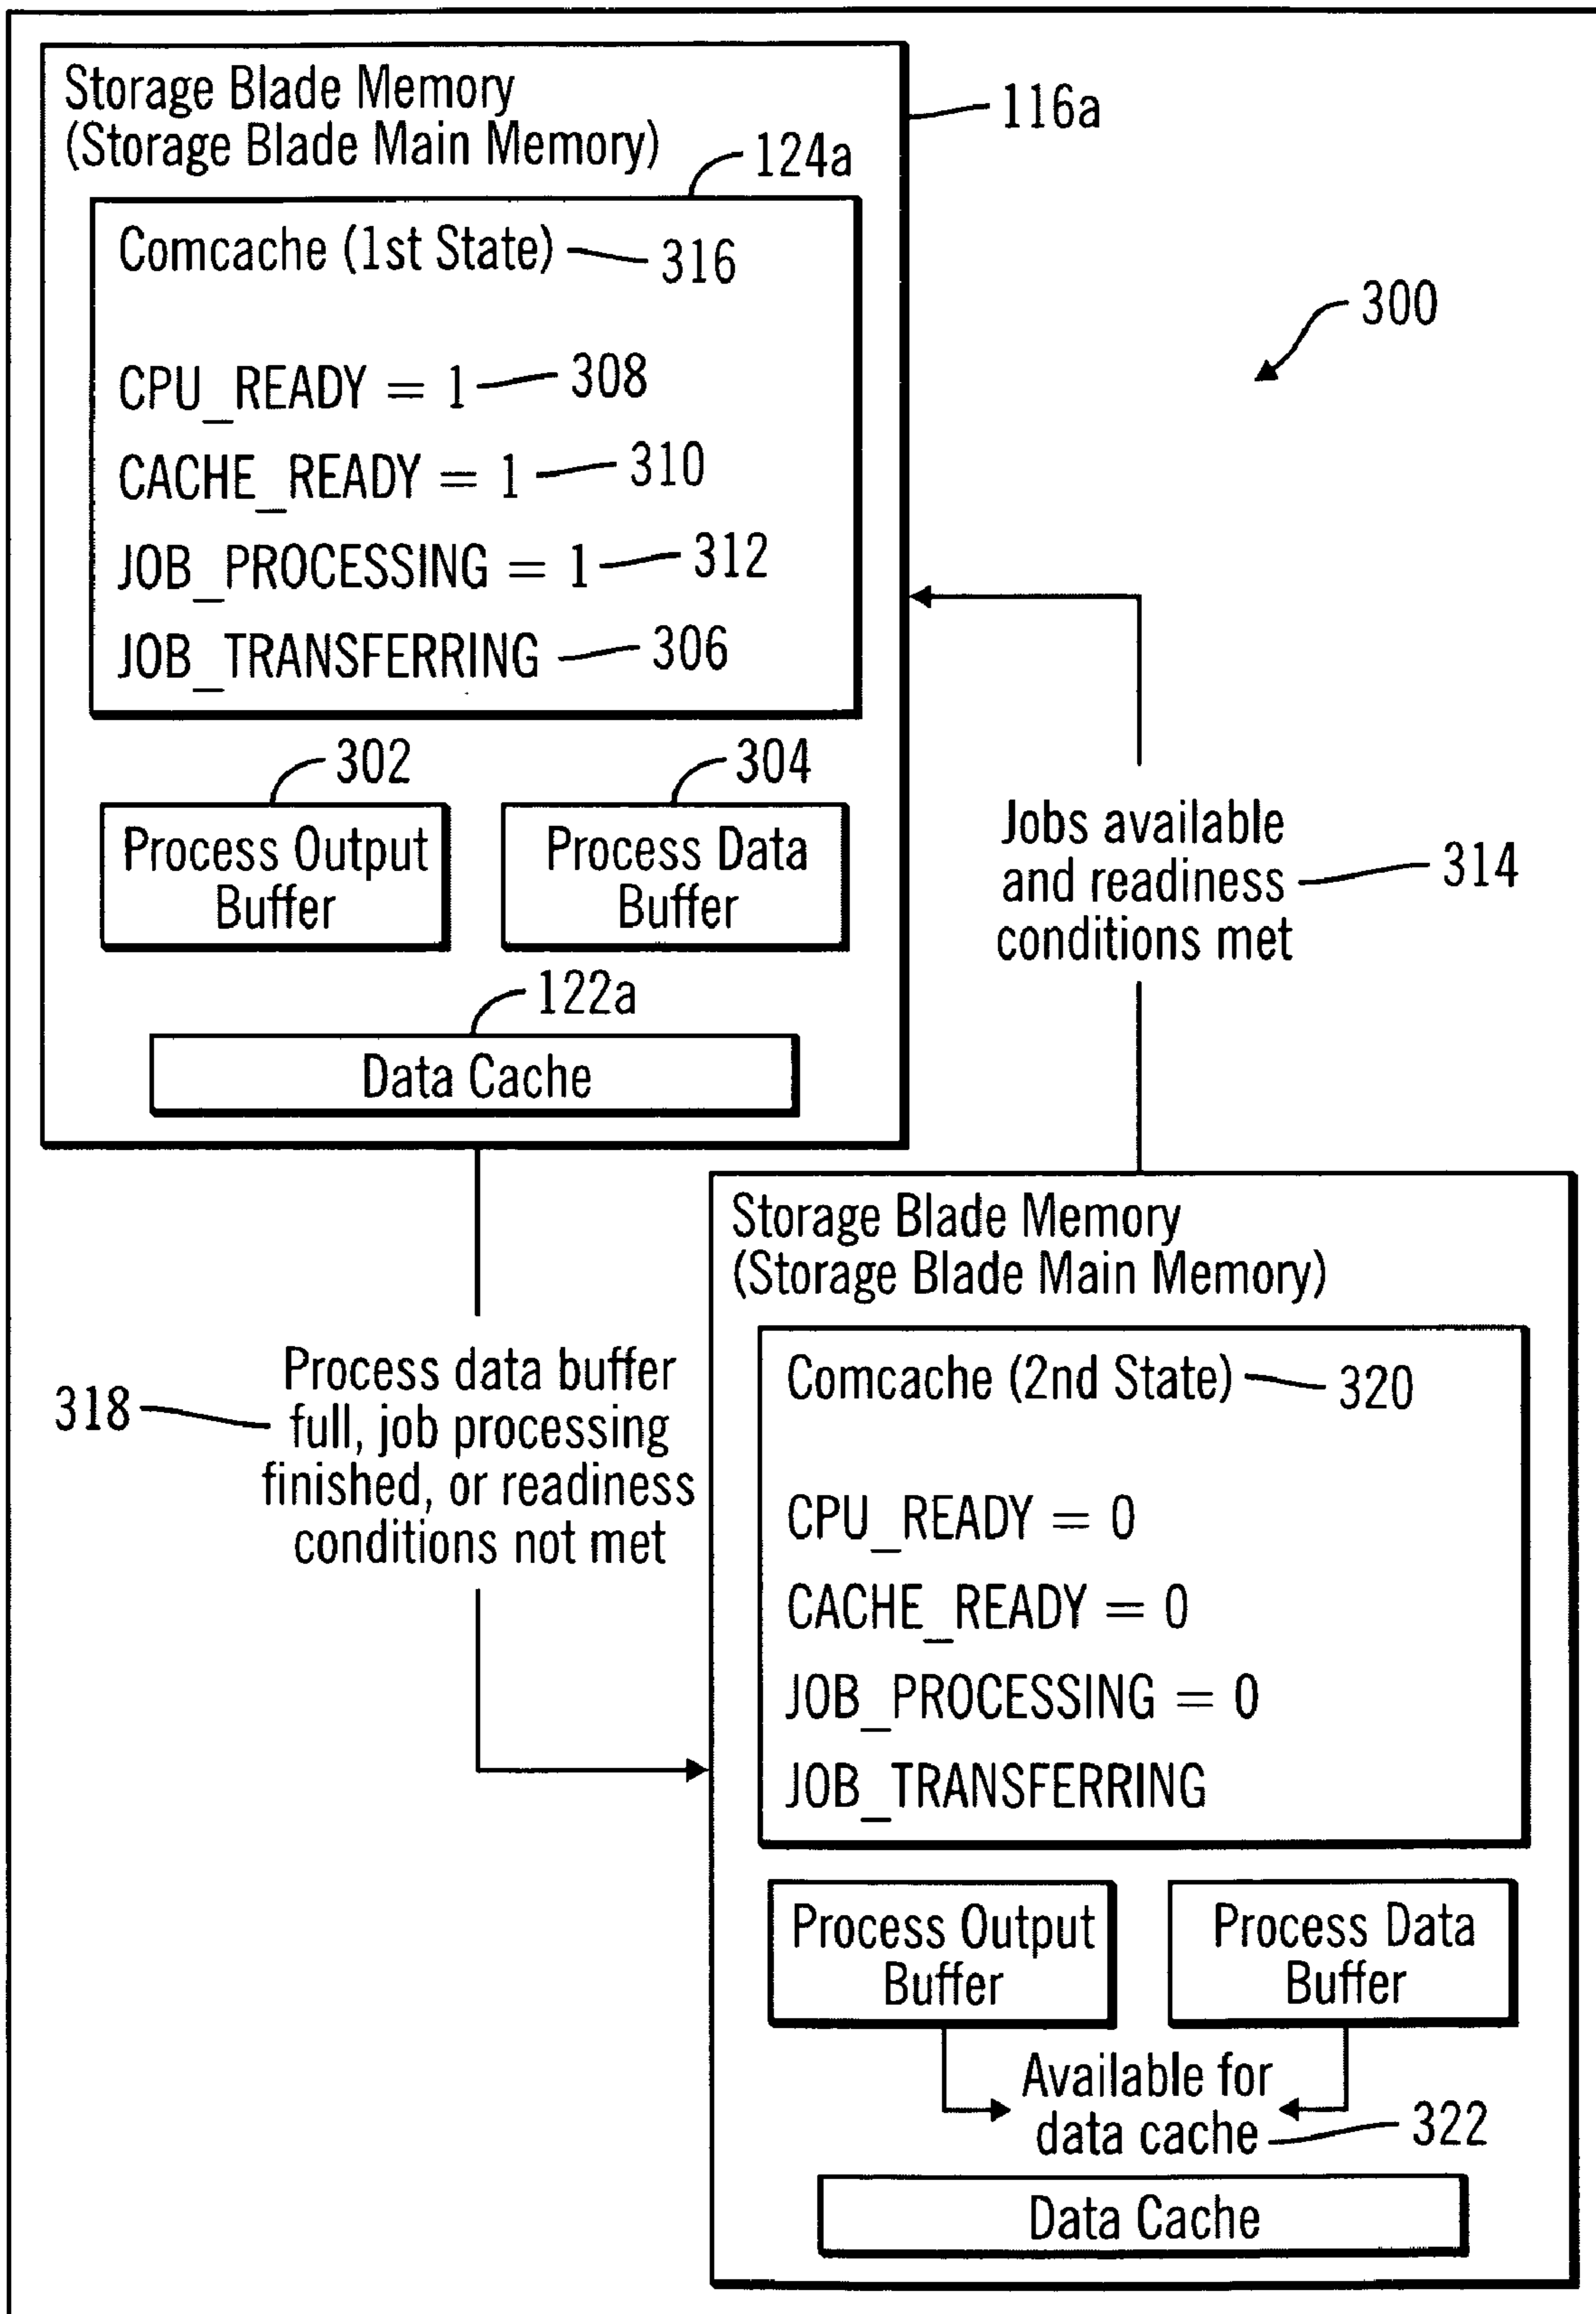 Storage Blade Memory
(Storage Blade Main Memory)
116a
124a
Comcache (1st State) 316
300
CPU_READY = 1 308
CACHE_READY = 1 310
JOB_PROCESSING = 1 312
JOB_TRANSFERRING 306
302
304
Process Output
Buffer
Process Data
Buffer
Jobs available
and readiness
conditions met
314
122a
Data Cache
Storage Blade Memory
(Storage Blade Main Memory)
318
Process data buffer
full, job processing
finished, or readiness
conditions not met
Comcache (2nd State) 320
CPU_READY = 0
CACHE_READY = 0
JOB_PROCESSING = 0
JOB_TRANSFERRING
Process Output
Buffer
Process Data
Buffer
Available for
data cache 322
Data Cache